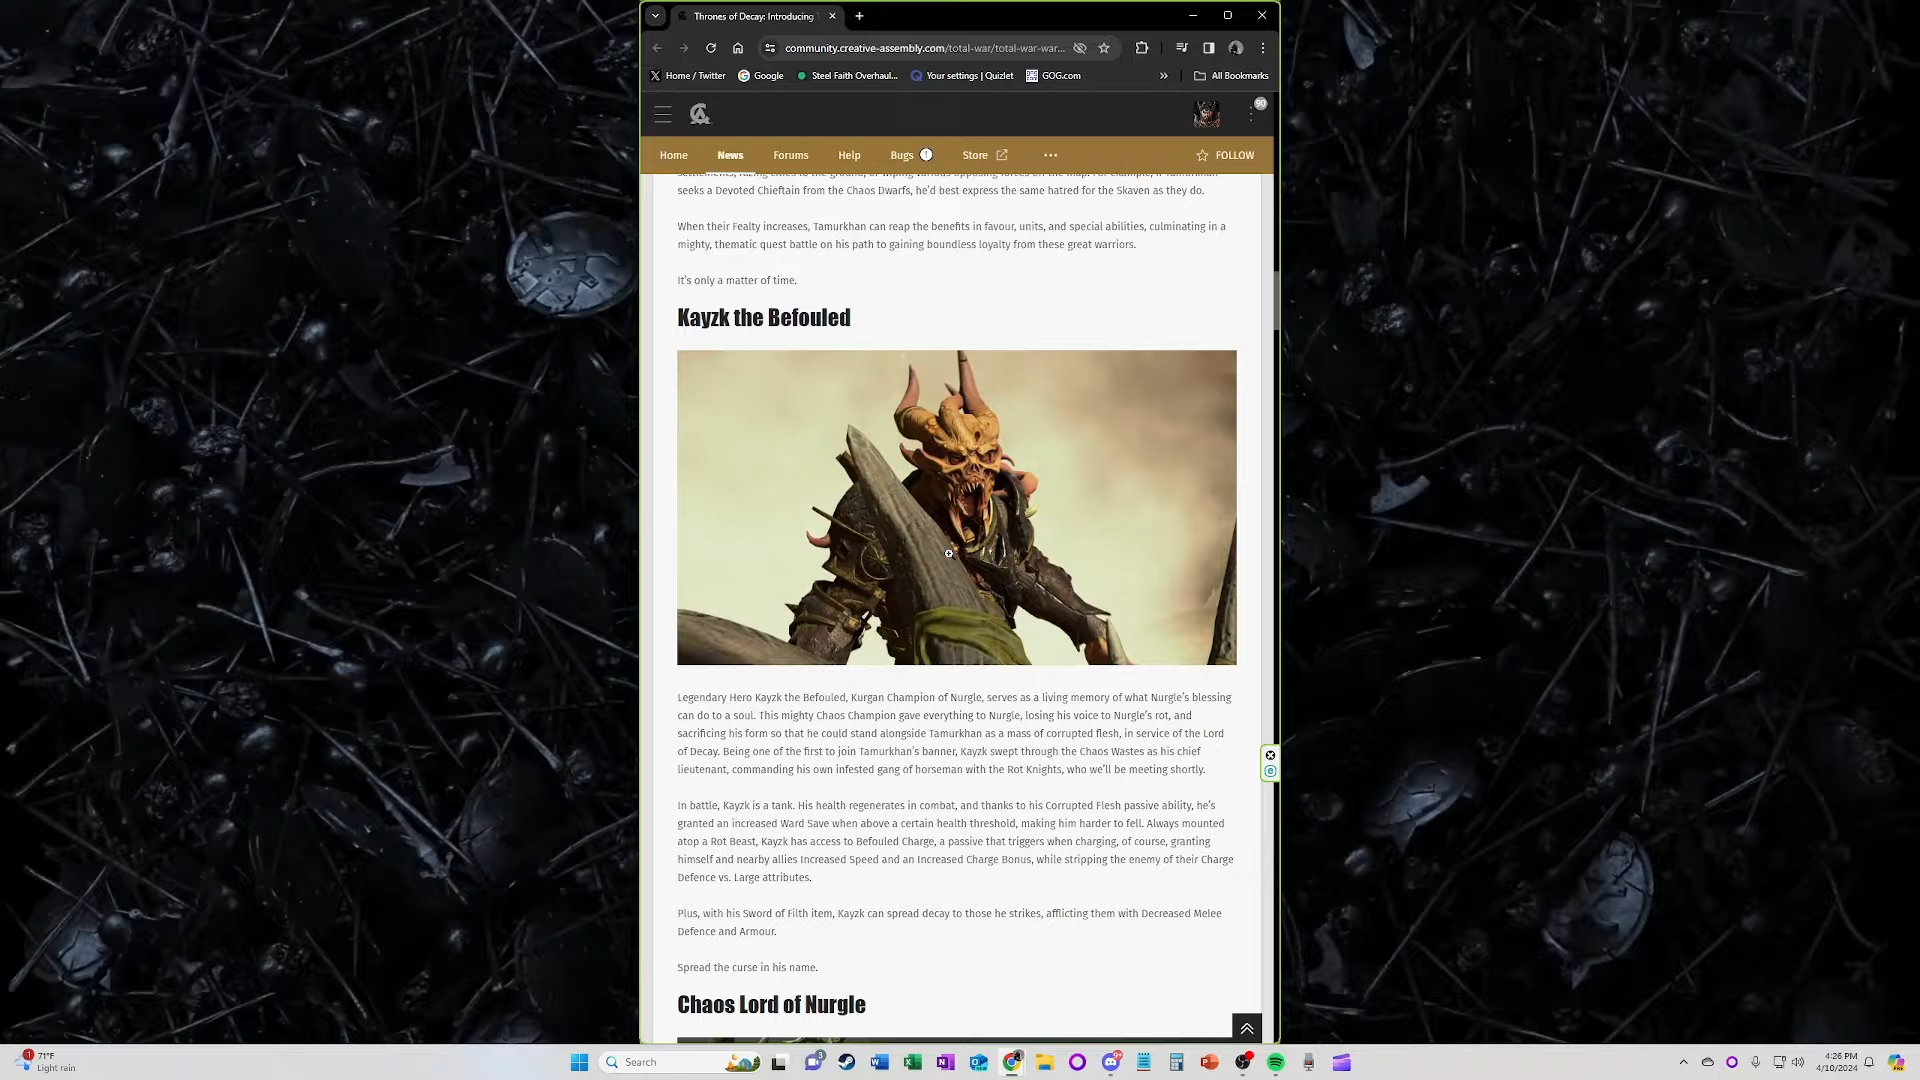 Thrones of Decay: Introducing
community.creative-assembly.com/total-war/total-war-war...
Home / Twitter
Google
Steel Faith Overhaul...
Your settings | Quizlet
GOG.com
»
All Bookmarks
90
Home
News
Forums
Help
Bugs
!
Store
FOLLOW
seeks a Devoted Chieftain from the Chaos Dwarfs, he'd best express the same hatred for the Skaven as they do.
When their Fealty increases, Tamurkhan can reap the benefits in favour, units, and special abilities, culminating in a
mighty, thematic quest battle on his path to gaining boundless loyalty from these great warriors.
It's only a matter of time.
Kayzk the Befouled
Legendary Hero Kayzk the Befouled, Kurgan Champion of Nurgle, serves as a living memory of what Nurgle's blessing
can do to a soul. This mighty Chaos Champion gave everything to Nurgle, losing his voice to Nurgle's rot, and
sacrificing his form so that he could stand alongside Tamurkhan as a mass of corrupted flesh, in service of the Lord
of Decay. Being one of the first to join Tamurkhan's banner, Kayzk swept through the Chaos Wastes as his chief
lieutenant, commanding his own infested gang of horseman with the Rot Knights, who we'll be meeting shortly.
In battle, Kayzk is a tank. His health regenerates in combat, and thanks to his Corrupted Flesh passive ability, he's
granted an increased Ward Save when above a certain health threshold, making him harder to fell. Always mounted
atop a Rot Beast, Kayzk has access to Befouled Charge, a passive that triggers when charging, of course, granting
himself and nearby allies Increased Speed and an Increased Charge Bonus, while stripping the enemy of their Charge
Defence vs. Large attributes.
Plus, with his Sword of Filth item, Kayzk can spread decay to those he strikes, afflicting them with Decreased Melee
Defence and Armour.
Spread the curse in his name.
Chaos Lord of Nurgle
1
71°F
Light rain
Search
3
9+
4:26 PM
4/10/2024